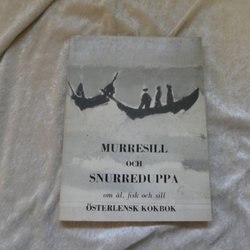 MURRESILL
OCH
SNURREDUPPA
om ål, fisk och sill
ÖSTERLENSK KOKBOK